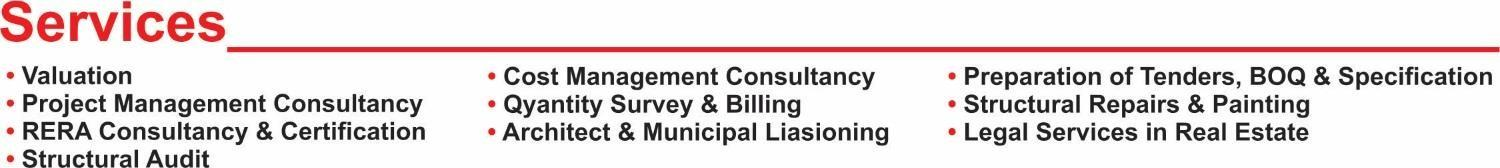 Services
• Valuation
• Project Management Consultancy
• RERA Consultancy & Certification
• Structural Audit
• Cost Management Consultancy
• Qyantity Survey & Billing
• Architect & Municipal Liasioning
• Preparation of Tenders, BOQ & Specification
• Structural Repairs & Painting
• Legal Services in Real Estate